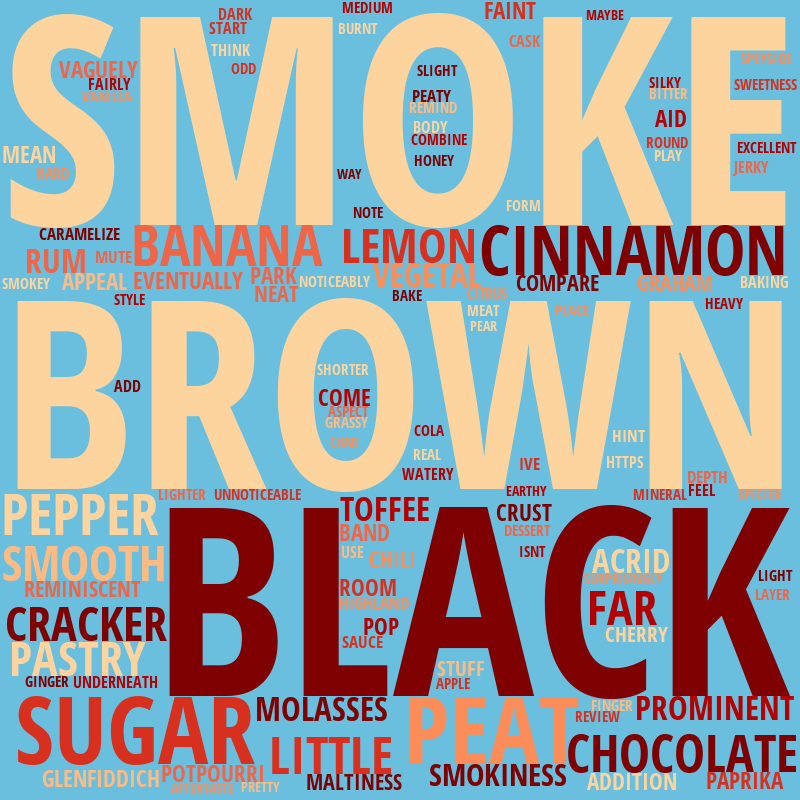 SMOKE
DARK
MEDIUM
FAINT
MAYBE
START
BURNT
THINK
CASK
SPEYSIDE
VAGUELY
ODD
SLIGHT
FAIRLY
SILKY
SWEETNESS
VANILLA
PEATY
BITTER
REMIND
AID
BODY
COMBINE
ROUND
EXCELLENT
MEAN
HONEY
PLAY
HARD
WAY
JERKY
NOTE
FORM
CARAMELIZE
BANANA
LEMON
CINNAMON
RUM
MUTE
SMOKEY
APPEAL
EVENTUALLY
PARK
NOTICEABLY
VEGETAL
COMPARE
GRAHAM
BAKING
NEAT
STYLE
BAKE
CITRUS
HEAVY
MEAT
PLACE
PEAR
BROWN
SHORTER
ADD
COME
ASPECT
GRASSY
COLA
HINT
CHAR
REAL
IVE
HTTPS
WATERY
DEPTH
LIGHTER
UNNOTICEABLE
EARTHY
MINERAL
FEEL
PEPPER
TOFFEE
CRUST
BAND
DESSERT
BLACK
SMOOTH
USE
CHILI
ISNT
ACRID
SURPRISINGLY
LIGHT
REMINISCENT
ROOM
HIGHLAND
FAR
LAYER
CRACKER
POP
CHERRY
SAUCE
PASTRY
STUFF
GINGER
UNDERNEATH
APPLE
SUGAR
MOLASSES
PEAT
FINGER
REVIEW
PROMINENT
LITTLE
CHOCOLATE
GLENFIDDICH
POTPOURRI
MALTINESS
SMOKINESS
ADDITION
PAPRIKA
AFTERTASTE
PRETTY